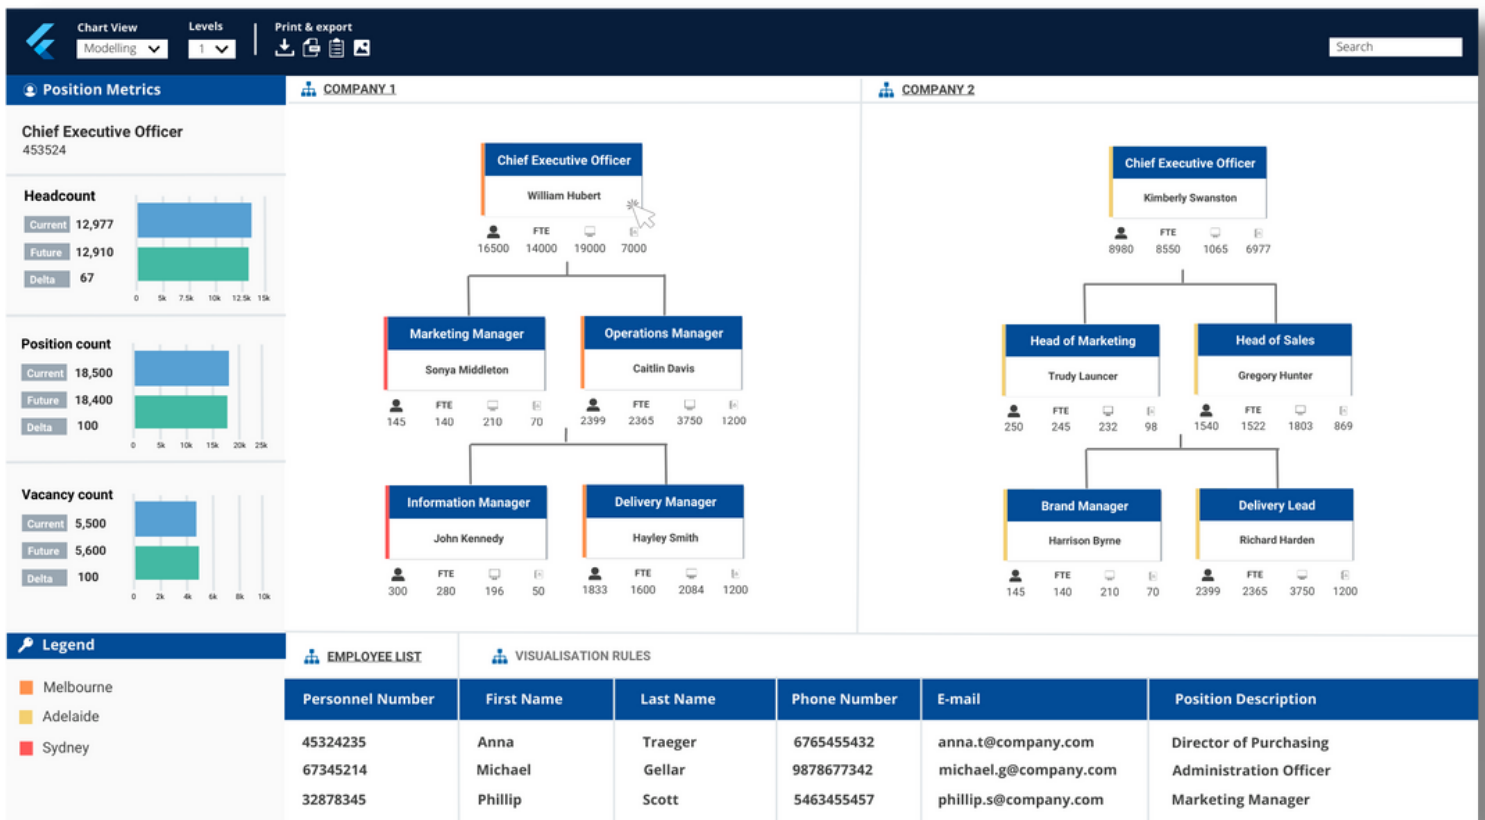 Chart View
Levels
Print & export
Modelling
1
Search
Position Metrics
Chief Executive Officer
453524
Headcount
Current 12,977
Future 12,910
Delta 67
0 5k 7.5k 10k 12.5k 15k
Position count
Current 18,500
Future 18,400
Delta 100
0 5k 10k 15k 20k 25k
Vacancy count
Current 5,500
Future 5,600
Delta 100
0 2k 4k 6k 8k 10k
Legend
Melbourne
Adelaide
Sydney
COMPANY 1
Chief Executive Officer
William Hubert
FTE
16500 14000 19000 7000
Marketing Manager
Sonya Middleton
FTE
145 140 210 70
Operations Manager
Caitlin Davis
FTE
2399 2365 3750 1200
Information Manager
John Kennedy
FTE
300 280 196 50
Delivery Manager
Hayley Smith
FTE
1833 1600 2084 1200
COMPANY 2
Chief Executive Officer
Kimberly Swanston
FTE
8980 8550 1065 6977
Head of Marketing
Trudy Launcer
FTE
250 245 232 98
Head of Sales
Gregory Hunter
FTE
1540 1522 1803 869
Brand Manager
Harrison Byrne
FTE
145 140 210 70
Delivery Lead
Richard Harden
FTE
2399 2365 3750 1200
EMPLOYEE LIST
VISUALISATION RULES
Personnel Number First Name Last Name Phone Number E-mail Position Description
45324235 Anna Traeger 6765455432 anna.t@company.com Director of Purchasing
67345214 Michael Gellar 9878677342 michael.g@company.com Administration Officer
32878345 Phillip Scott 5463455457 phillip.s@company.com Marketing Manager